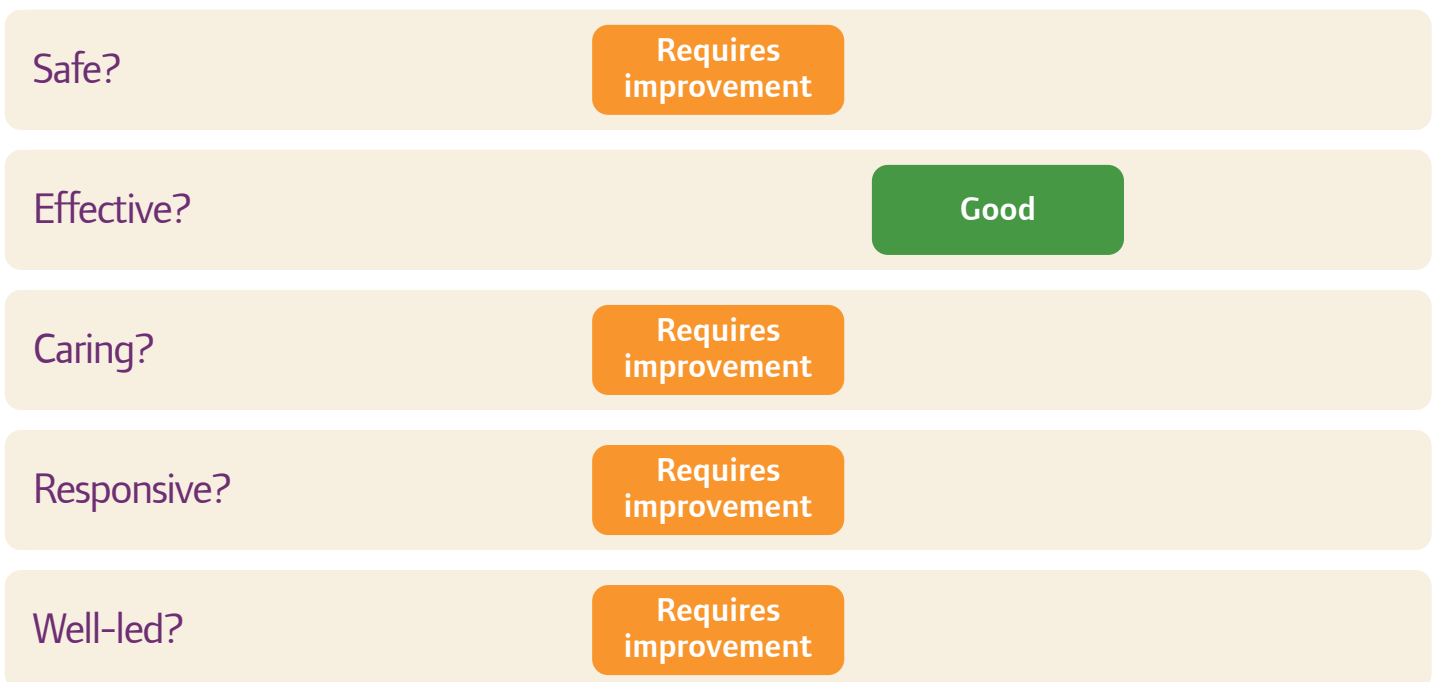 Safe?
Requires
improvement
Effective?
Good
Caring?
Requires
improvement
Responsive?
Requires
improvement
Well-led?
Requires
improvement